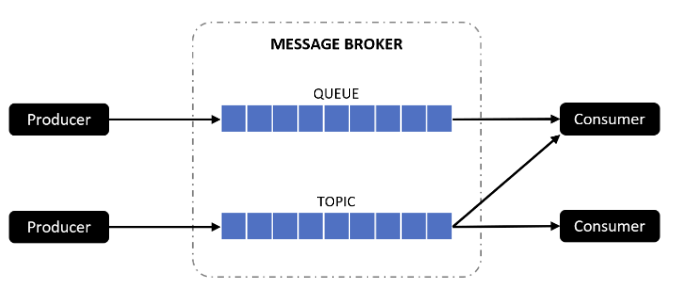 MESSAGE BROKER
QUEUE
Producer
Consumer
TOPIC
Producer
Consumer